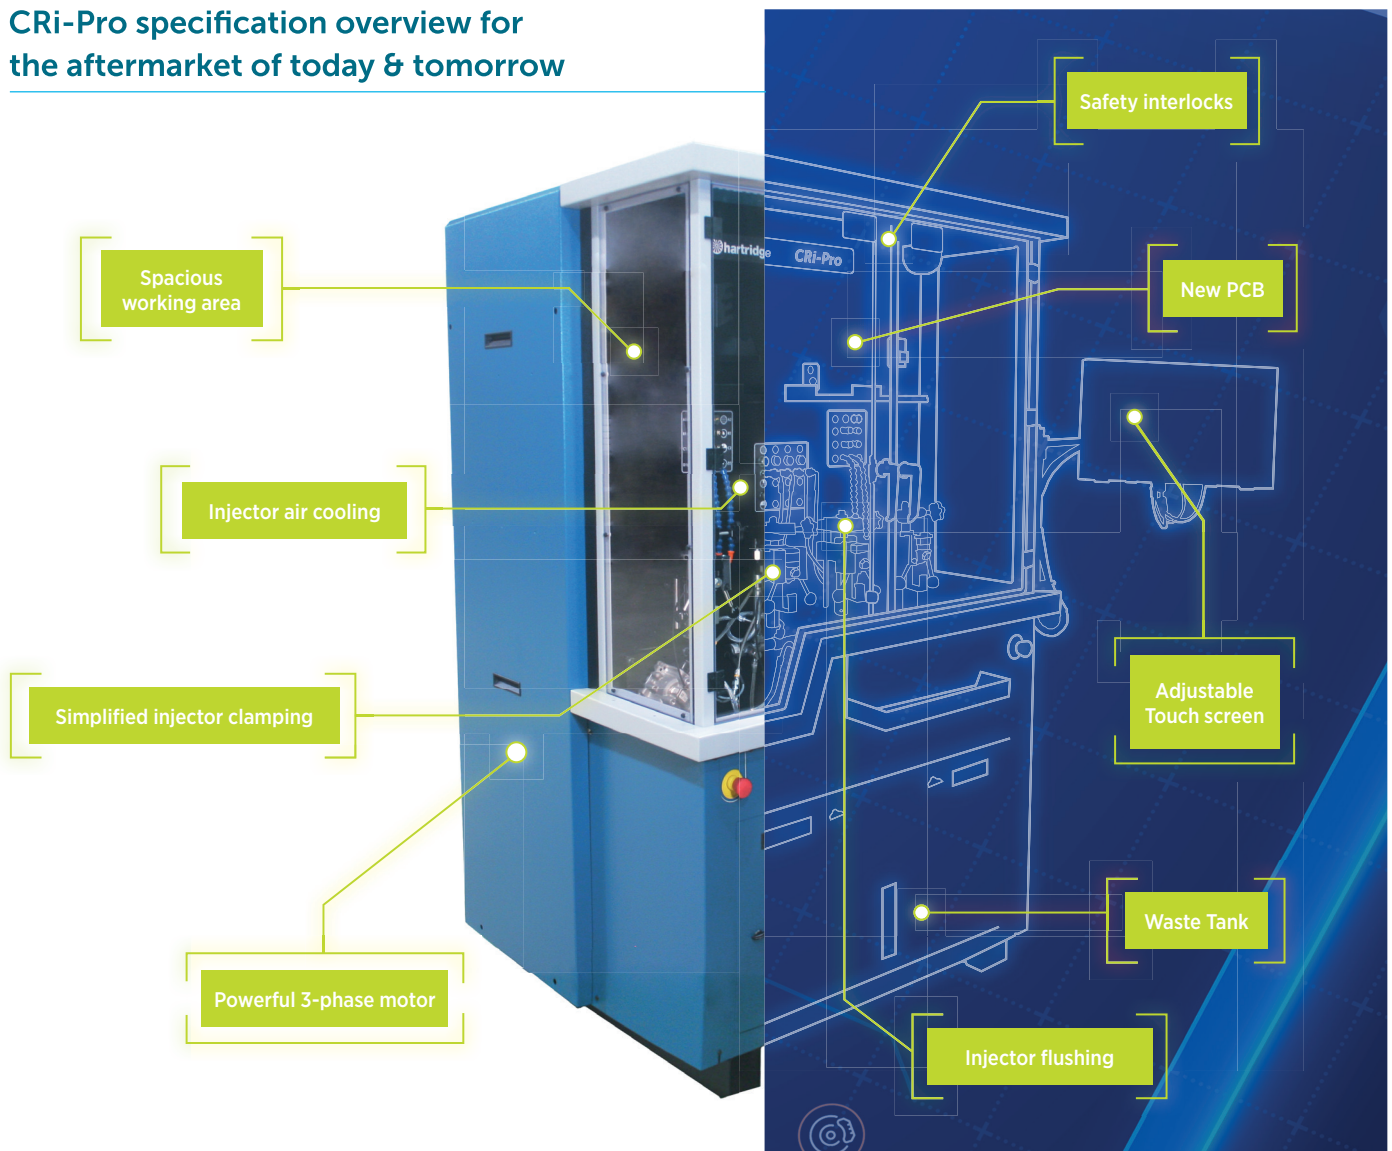 CRi-Pro specification overview for
the aftermarket of today & tomorrow
Safety interlocks
hartridge
CRi-Pro
Spacious
working area
New PCB
Injector air cooling
Adjustable
Touch screen
Simplified injector clamping
Waste Tank
Powerful 3-phase motor
Injector flushing